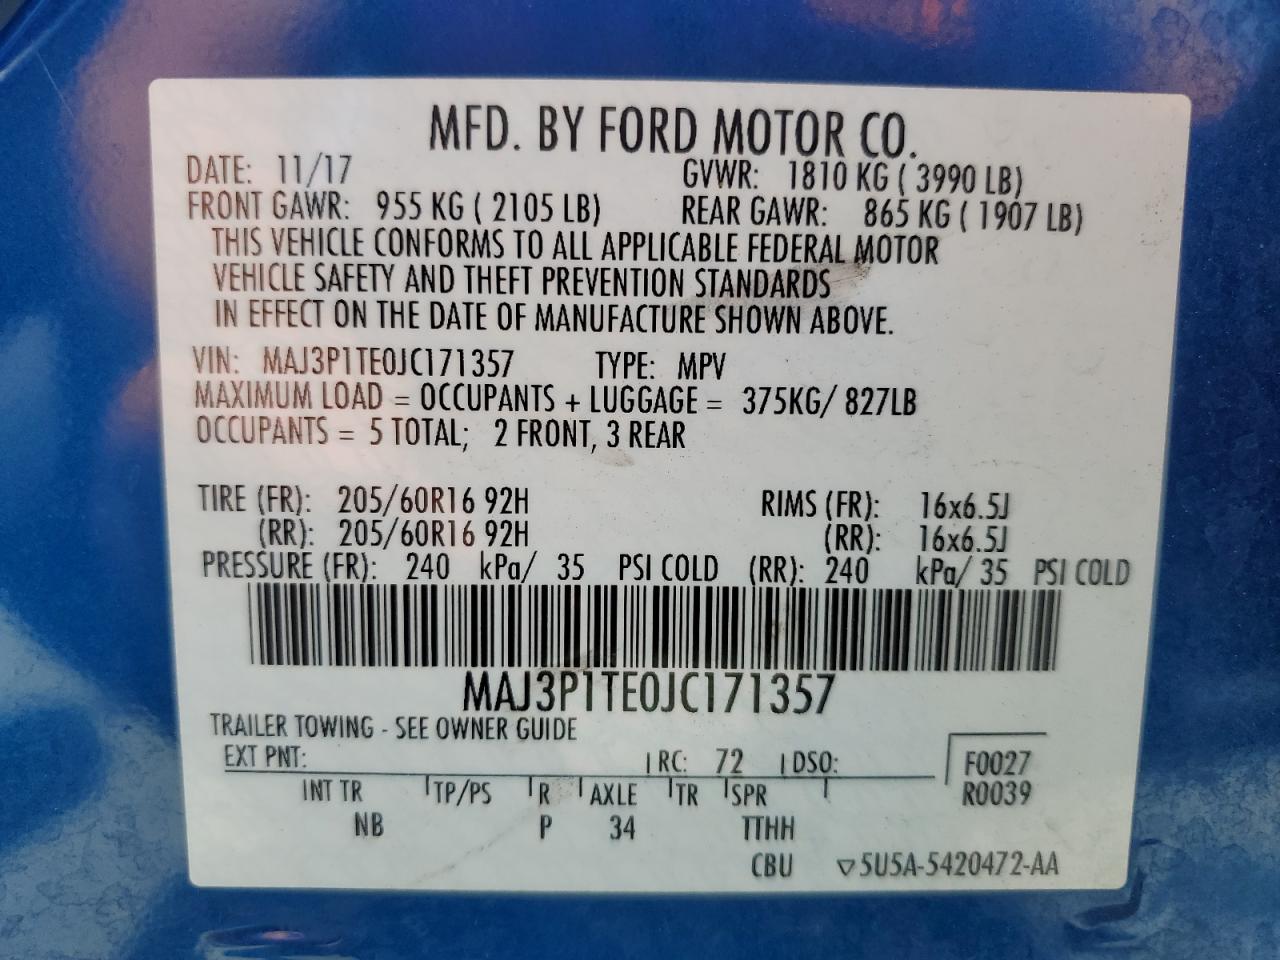 MFD. BY FORD MOTOR CO.
DATE: 11/17 GVWR: 1810 KG ( 3990 LB)
FRONT GAWR: 955 KG ( 2105 LB) REAR GAWR: 865 KG ( 1907 LB)
THIS VEHICLE CONFORMS TO ALL APPLICABLE FEDERAL MOTOR
VEHICLE SAFETY AND THEFT PREVENTION STANDARDS
IN EFFECT ON THE DATE OF MANUFACTURE SHOWN ABOVE.
VIN: MAJ3P1TE0JC171357 TYPE: MPV
MAXIMUM LOAD = OCCUPANTS + LUGGAGE = 375KG/ 827LB
OCCUPANTS = 5 TOTAL; 2 FRONT, 3 REAR
TIRE (FR): 205/60R16 92H RIMS (FR): 16x6.5J
(RR): 205/60R16 92H (RR): 16x6.5J
PRESSURE (FR): 240 kPa/ 35 PSI COLD (RR): 240 kPa/ 35 PSI COLD
MAJ3P1TE0JC171357
TRAILER TOWING - SEE OWNER GUIDE
EXT PNT: RC: 72 DSO: F0027
INT TR TP/PS R AXLE TR SPR R0039
NB P 34 TTHH
CBU ▽5U5A-5420472-AA